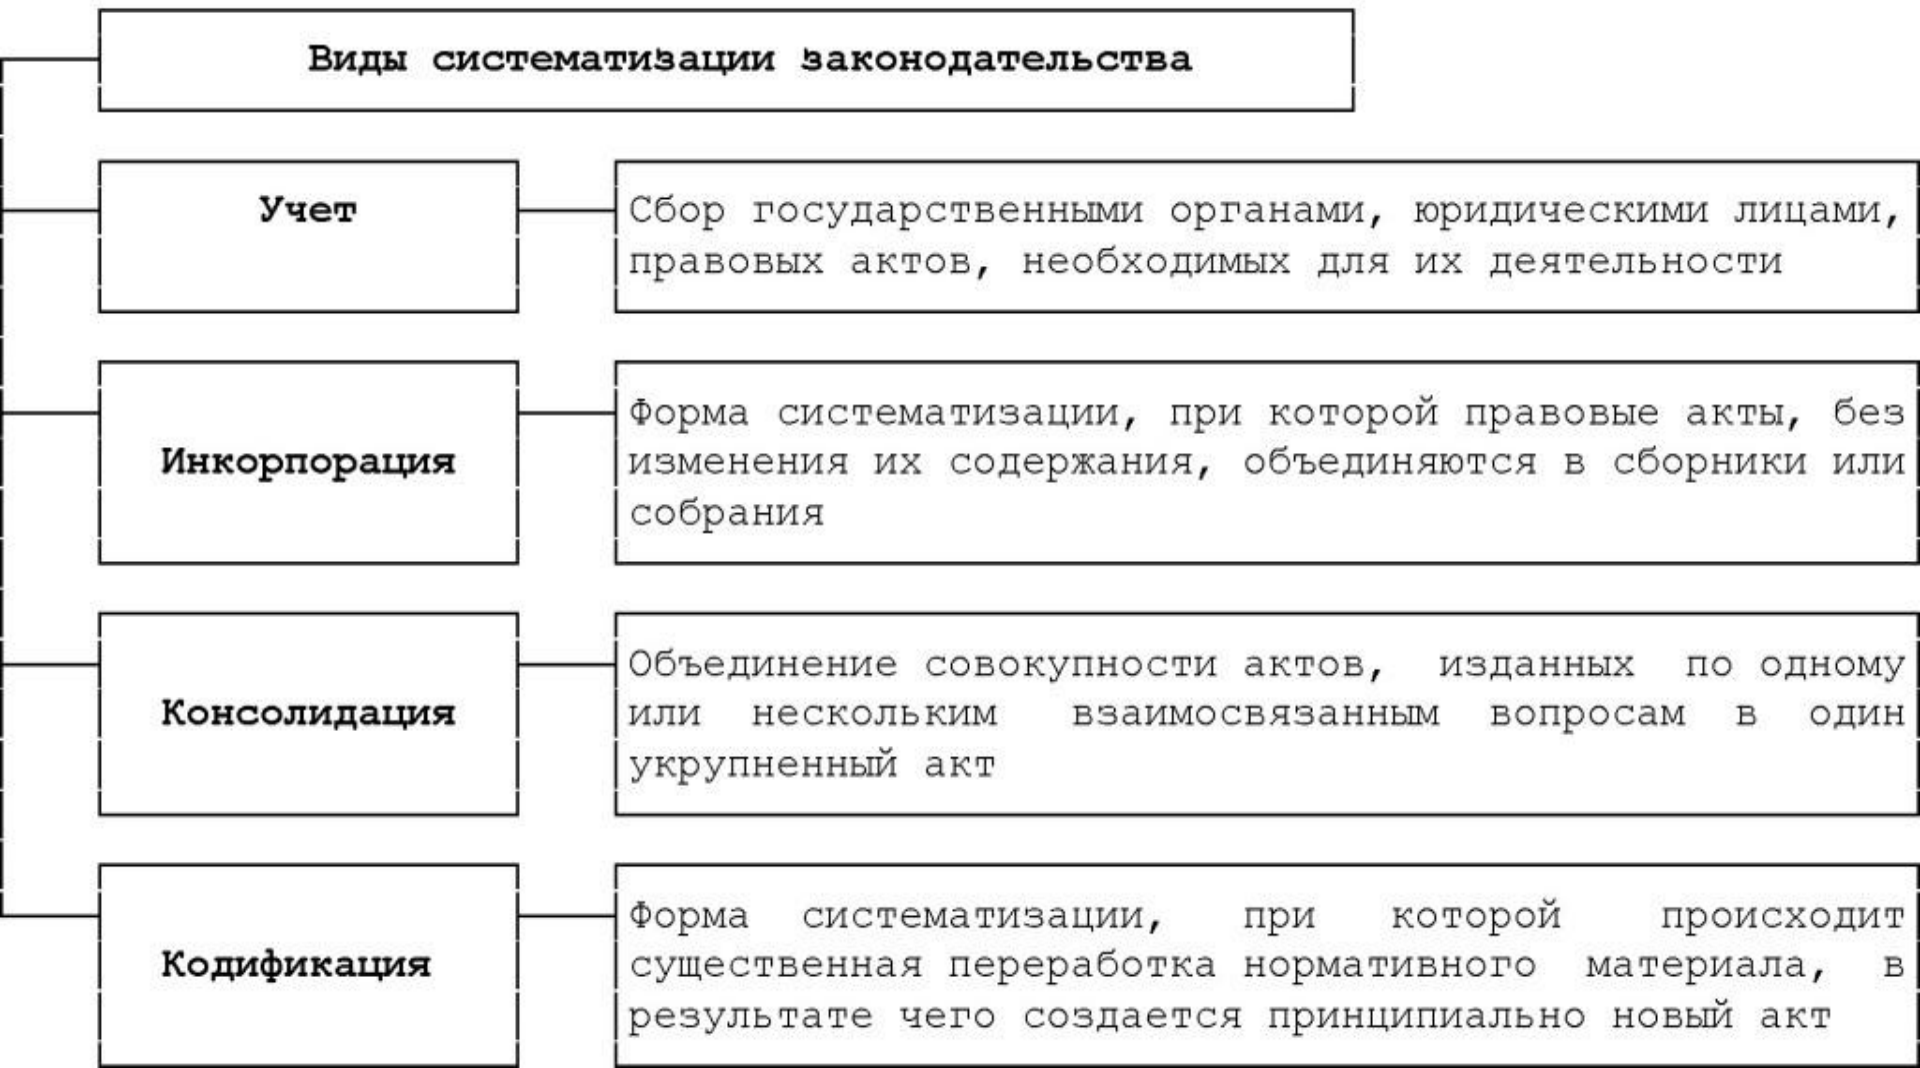 Виды систематизации законодательства
Учет
Сбор государственными органами, юридическими лицами,
правовых актов, необходимых для их деятельности
Инкорпорация
Форма систематизации, при которой правовые акты, без
изменения их содержания, объединяются в сборники или
собрания
Консолидация
Объединение совокупности актов, изданных по одному
или нескольким взаимосвязанным вопросам в один
укрупненный акт
Кодификация
Форма систематизации, при которой происходит
существенная переработка нормативного материала, в
результате чего создается принципиально новый акт